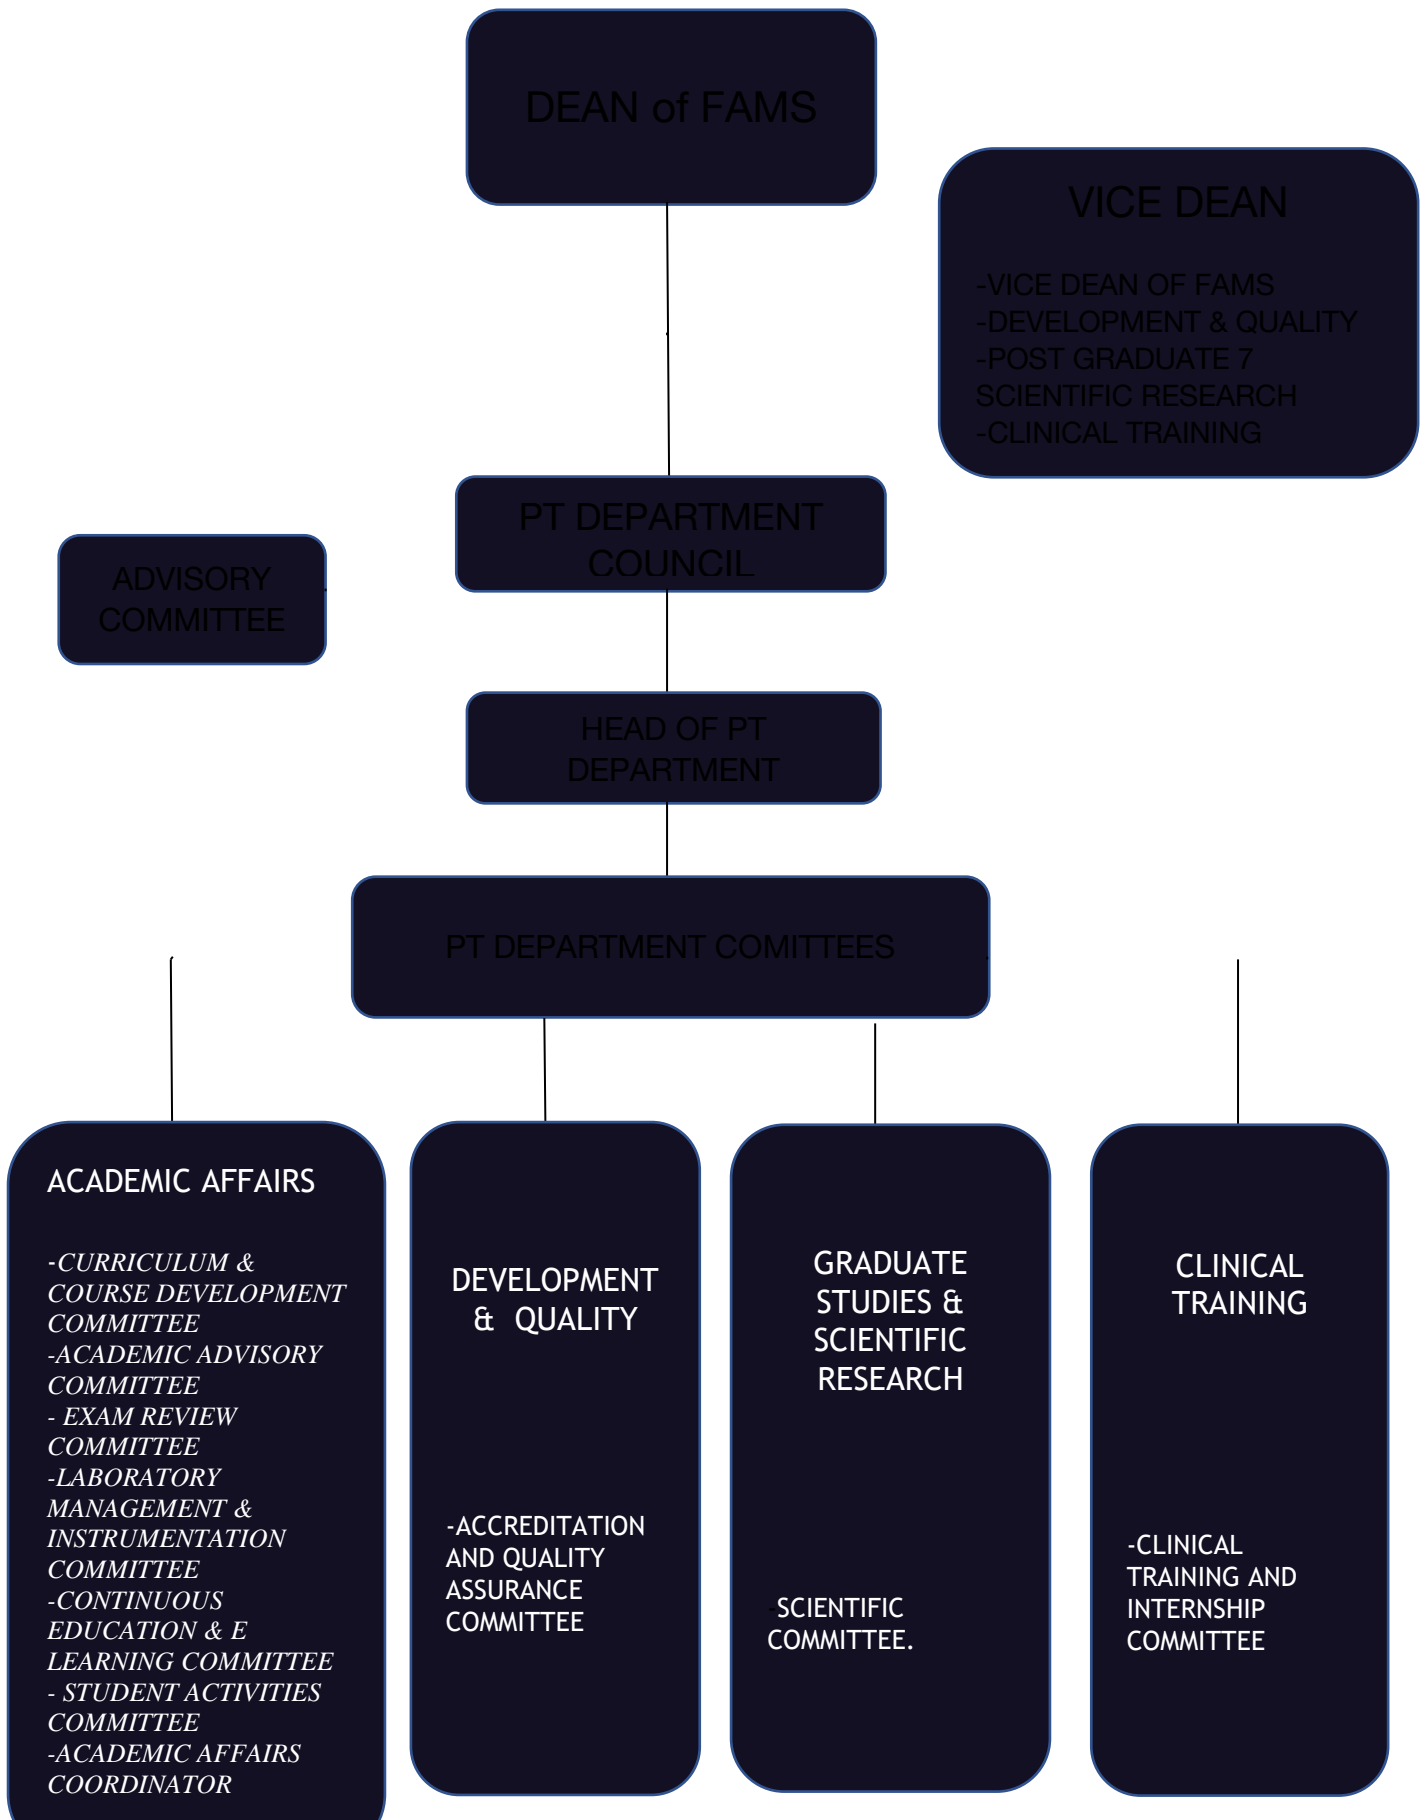 DEAN of FAMS
VICE DEAN
-VICE DEAN OF FAMS
-DEVELOPMENT & QUALITY
-POST GRADUATE 7
SCIENTIFIC RESEARCH
-CLINICAL TRAINING
PT DEPARTMENT
COUNCIL
ADVISORY
COMMITTEE
HEAD OF PT
DEPARTMENT
PT DEPARTMENT COMITTEES
ACADEMIC AFFAIRS
-CURRICULUM &
COURSE DEVELOPMENT
COMMITTEE
-ACADEMIC ADVISORY
COMMITTEE
- EXAM REVIEW
COMMITTEE
-LABORATORY
MANAGEMENT &
INSTRUMENTATION
COMMITTEE
-CONTINUOUS
EDUCATION & E
LEARNING COMMITTEE
- STUDENT ACTIVITIES
COMMITTEE
-ACADEMIC AFFAIRS
COORDINATOR
DEVELOPMENT
& QUALITY
-ACCREDITATION
AND QUALITY
ASSURANCE
COMMITTEE
GRADUATE
STUDIES &
SCIENTIFIC
RESEARCH
-SCIENTIFIC
COMMITTEE.
CLINICAL
TRAINING
-CLINICAL
TRAINING AND
INTERNSHIP
COMMITTEE